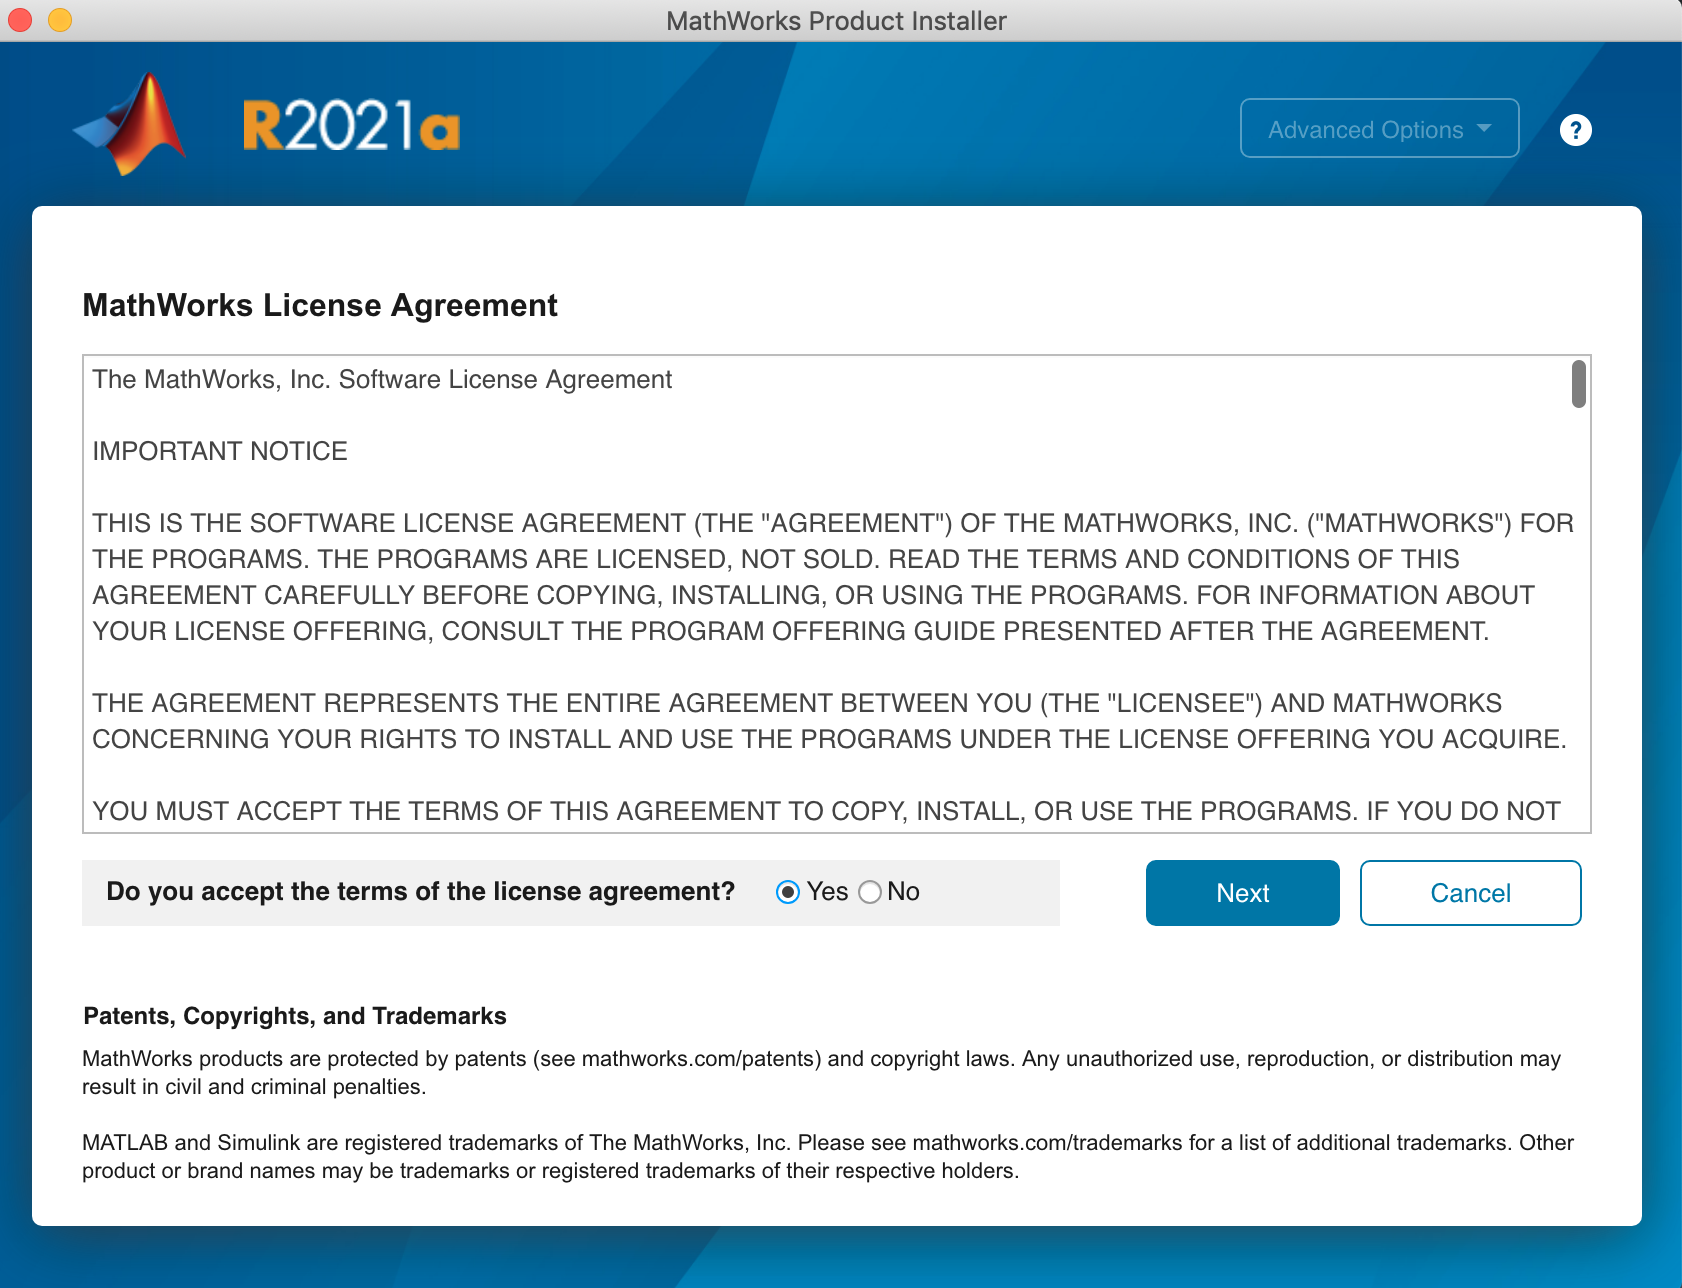 MathWorks Product Installer
R2021a
Advanced Options
?
MathWorks License Agreement
The MathWorks, Inc. Software License Agreement
IMPORTANT NOTICE
THIS IS THE SOFTWARE LICENSE AGREEMENT (THE "AGREEMENT") OF THE MATHWORKS, INC. ("MATHWORKS") FOR
THE PROGRAMS. THE PROGRAMS ARE LICENSED, NOT SOLD. READ THE TERMS AND CONDITIONS OF THIS
AGREEMENT CAREFULLY BEFORE COPYING, INSTALLING, OR USING THE PROGRAMS. FOR INFORMATION ABOUT
YOUR LICENSE OFFERING, CONSULT THE PROGRAM OFFERING GUIDE PRESENTED AFTER THE AGREEMENT.
THE AGREEMENT REPRESENTS THE ENTIRE AGREEMENT BETWEEN YOU (THE "LICENSEE") AND MATHWORKS
CONCERNING YOUR RIGHTS TO INSTALL AND USE THE PROGRAMS UNDER THE LICENSE OFFERING YOU ACQUIRE.
YOU MUST ACCEPT THE TERMS OF THIS AGREEMENT TO COPY, INSTALL, OR USE THE PROGRAMS. IF YOU DO NOT
Do you accept the terms of the license agreement? Yes No
Next Cancel
Patents, Copyrights, and Trademarks
MathWorks products are protected by patents (see mathworks.com/patents) and copyright laws. Any unauthorized use, reproduction, or distribution may
result in civil and criminal penalties.
MATLAB and Simulink are registered trademarks of The MathWorks, Inc. Please see mathworks.com/trademarks for a list of additional trademarks. Other
product or brand names may be trademarks or registered trademarks of their respective holders.